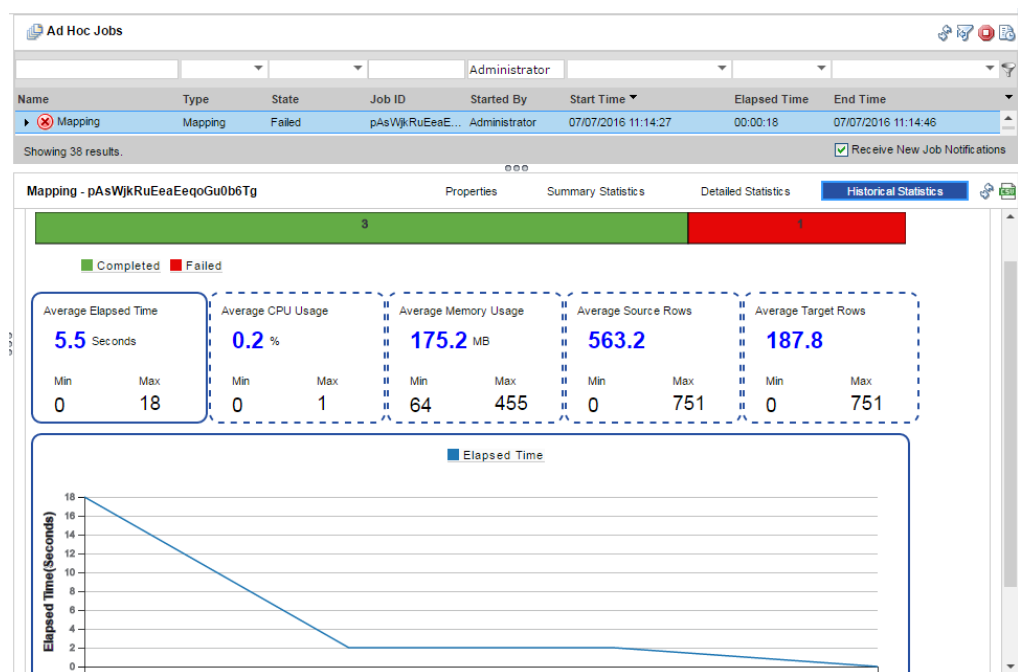 Ad Hoc Jobs
Administrator
Name Type State Job ID Started By Start Time Elapsed Time End Time
Mapping Mapping Failed pAsWjkRuEeaE... Administrator 07/07/2016 11:14:27 00:00:18 07/07/2016 11:14:46
Showing 38 results. Receive New Job Notifications
Mapping - pAsWjkRuEeaEeqoGu0b6Tg Properties Summary Statistics Detailed Statistics Historical Statistics
3 1
Completed Failed
Average Elapsed Time Average CPU Usage Average Memory Usage Average Source Rows Average Target Rows
5.5 Seconds 0.2 % 175.2 MB 563.2 187.8
Min Max Min Max Min Max Min Max Min Max
0 18 0 1 64 455 0 751 0 751
Elapsed Time
Elapsed Time(Seconds)
18
16
14
12
10
8
6
4
2
0